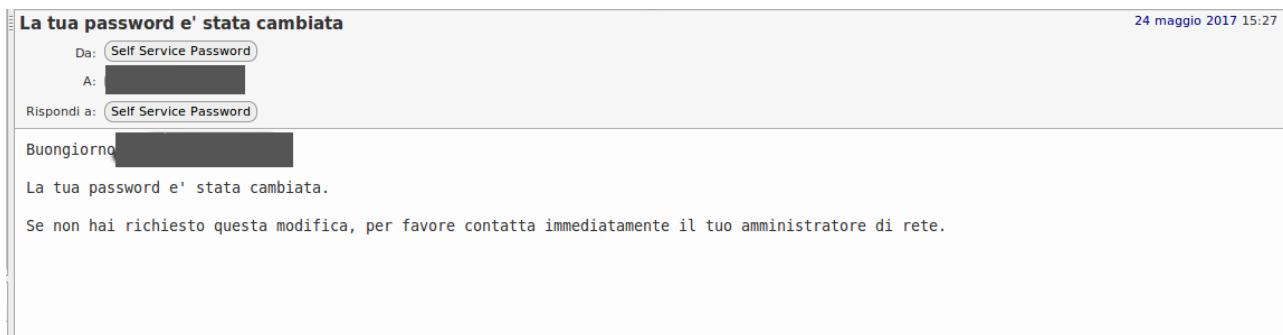 La tua password e' stata cambiata
24 maggio 2017 15:27
Da: Self Service Password
A:
Rispondi a: Self Service Password
Buongiorno
La tua password e' stata cambiata.
Se non hai richiesto questa modifica, per favore contatta immediatamente il tuo amministratore di rete.